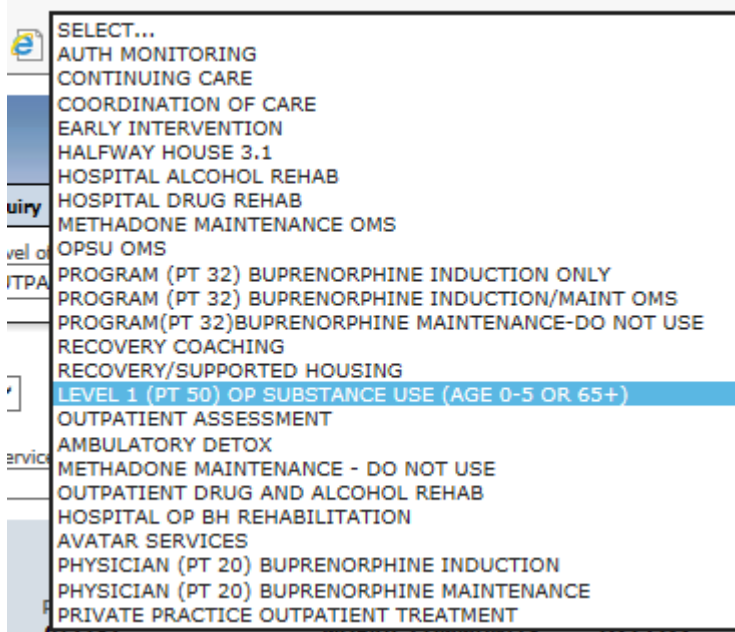 SELECT...
AUTH MONITORING
CONTINUING CARE
COORDINATION OF CARE
EARLY INTERVENTION
HALFWAY HOUSE 3.1
HOSPITAL ALCOHOL REHAB
HOSPITAL DRUG REHAB
uiry
METHADONE MAINTENANCE OMS
vel of
OPSU OMS
UTPA
PROGRAM (PT 32) BUPRENORPHINE INDUCTION ONLY
PROGRAM (PT 32) BUPRENORPHINE INDUCTION/MAINT OMS
PROGRAM(PT 32)BUPRENORPHINE MAINTENANCE-DO NOT USE
RECOVERY COACHING
RECOVERY/SUPPORTED HOUSING
LEVEL 1 (PT 50) OP SUBSTANCE USE (AGE 0-5 OR 65+)
OUTPATIENT ASSESSMENT
AMBULATORY DETOX
ervice
METHADONE MAINTENANCE - DO NOT USE
OUTPATIENT DRUG AND ALCOHOL REHAB
HOSPITAL OP BH REHABILITATION
AVATAR SERVICES
PHYSICIAN (PT 20) BUPRENORPHINE INDUCTION
PHYSICIAN (PT 20) BUPRENORPHINE MAINTENANCE
PRIVATE PRACTICE OUTPATIENT TREATMENT